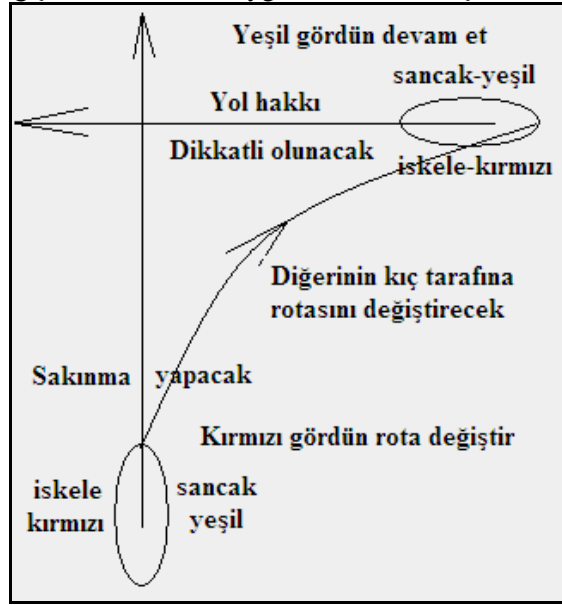 Yeşil gördün devam et
sancak-yeşil
Yol hakkı
Dikkatli olunacak
iskele-kırmızı
Diğerinin kıç tarafına
rotasını değiştirecek
Sakınma yapacak
Kırmızı gördün rota değiştir
iskele
kırmızı
sancak
yeşil